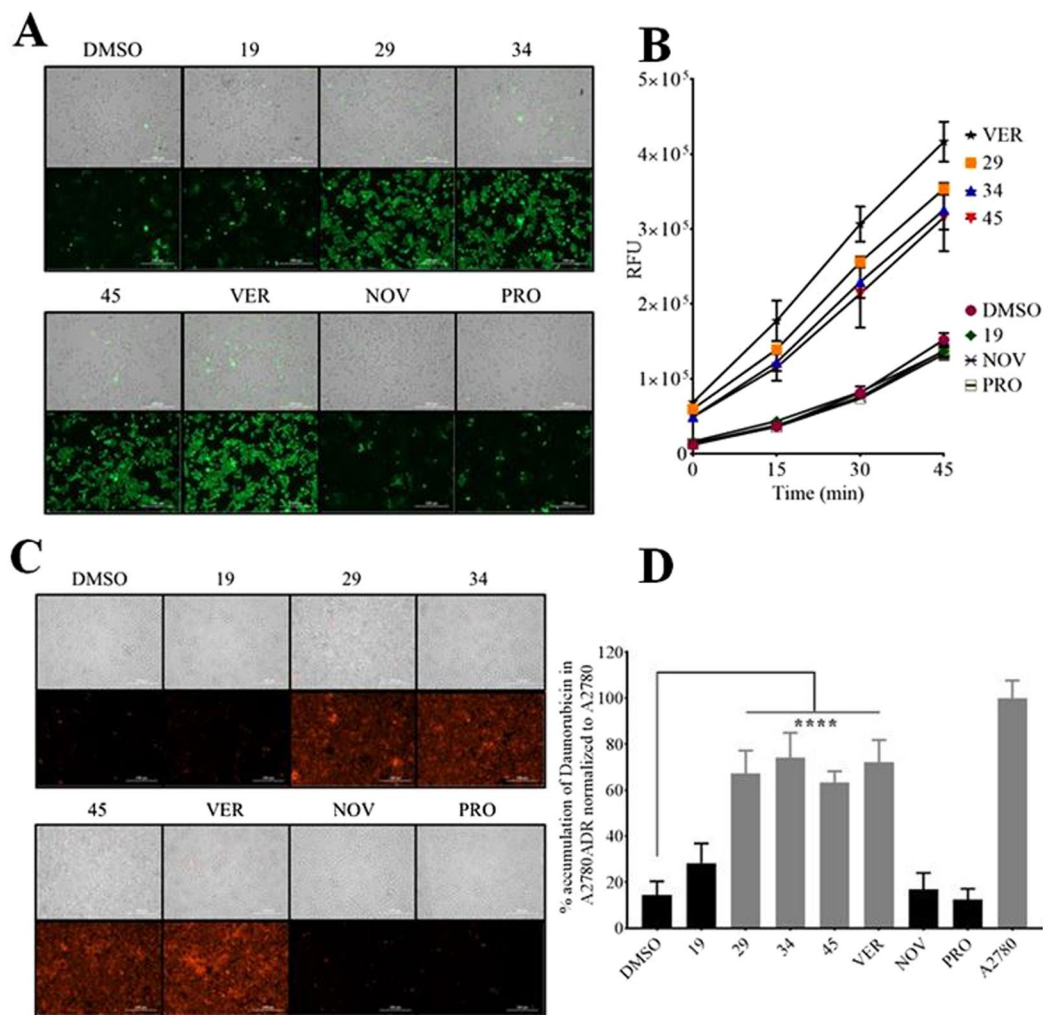 A
DMSO 19 29 34
45 VER NOV PRO
B
RFU
5×10⁵
4×10⁵
3×10⁵
2×10⁵
1×10⁵
0
0 15 30 45
Time (min)
VER
29
34
45
DMSO
19
NOV
PRO
C
DMSO 19 29 34
45 VER NOV PRO
D
% accumulation of Daunorubicin in
A2780ADR normalized to A2780
120
100
80
60
40
20
0
****
DMSO 19 29 34 45 VER NOV PRO A2780